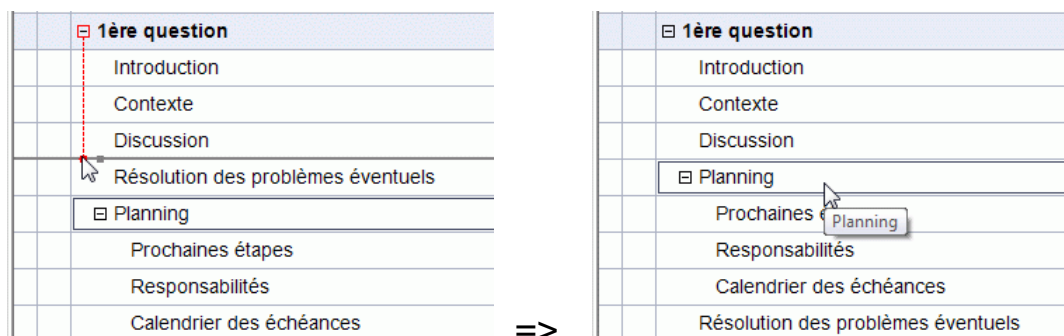 1ère question
Introduction
Contexte
Discussion
Résolution des problèmes éventuels
Planning
Prochaines étapes
Responsabilités
Calendrier des échéances
=>
1ère question
Introduction
Contexte
Discussion
Planning
Prochaines
Planning
Responsabilités
Calendrier des échéances
Résolution des problèmes éventuels